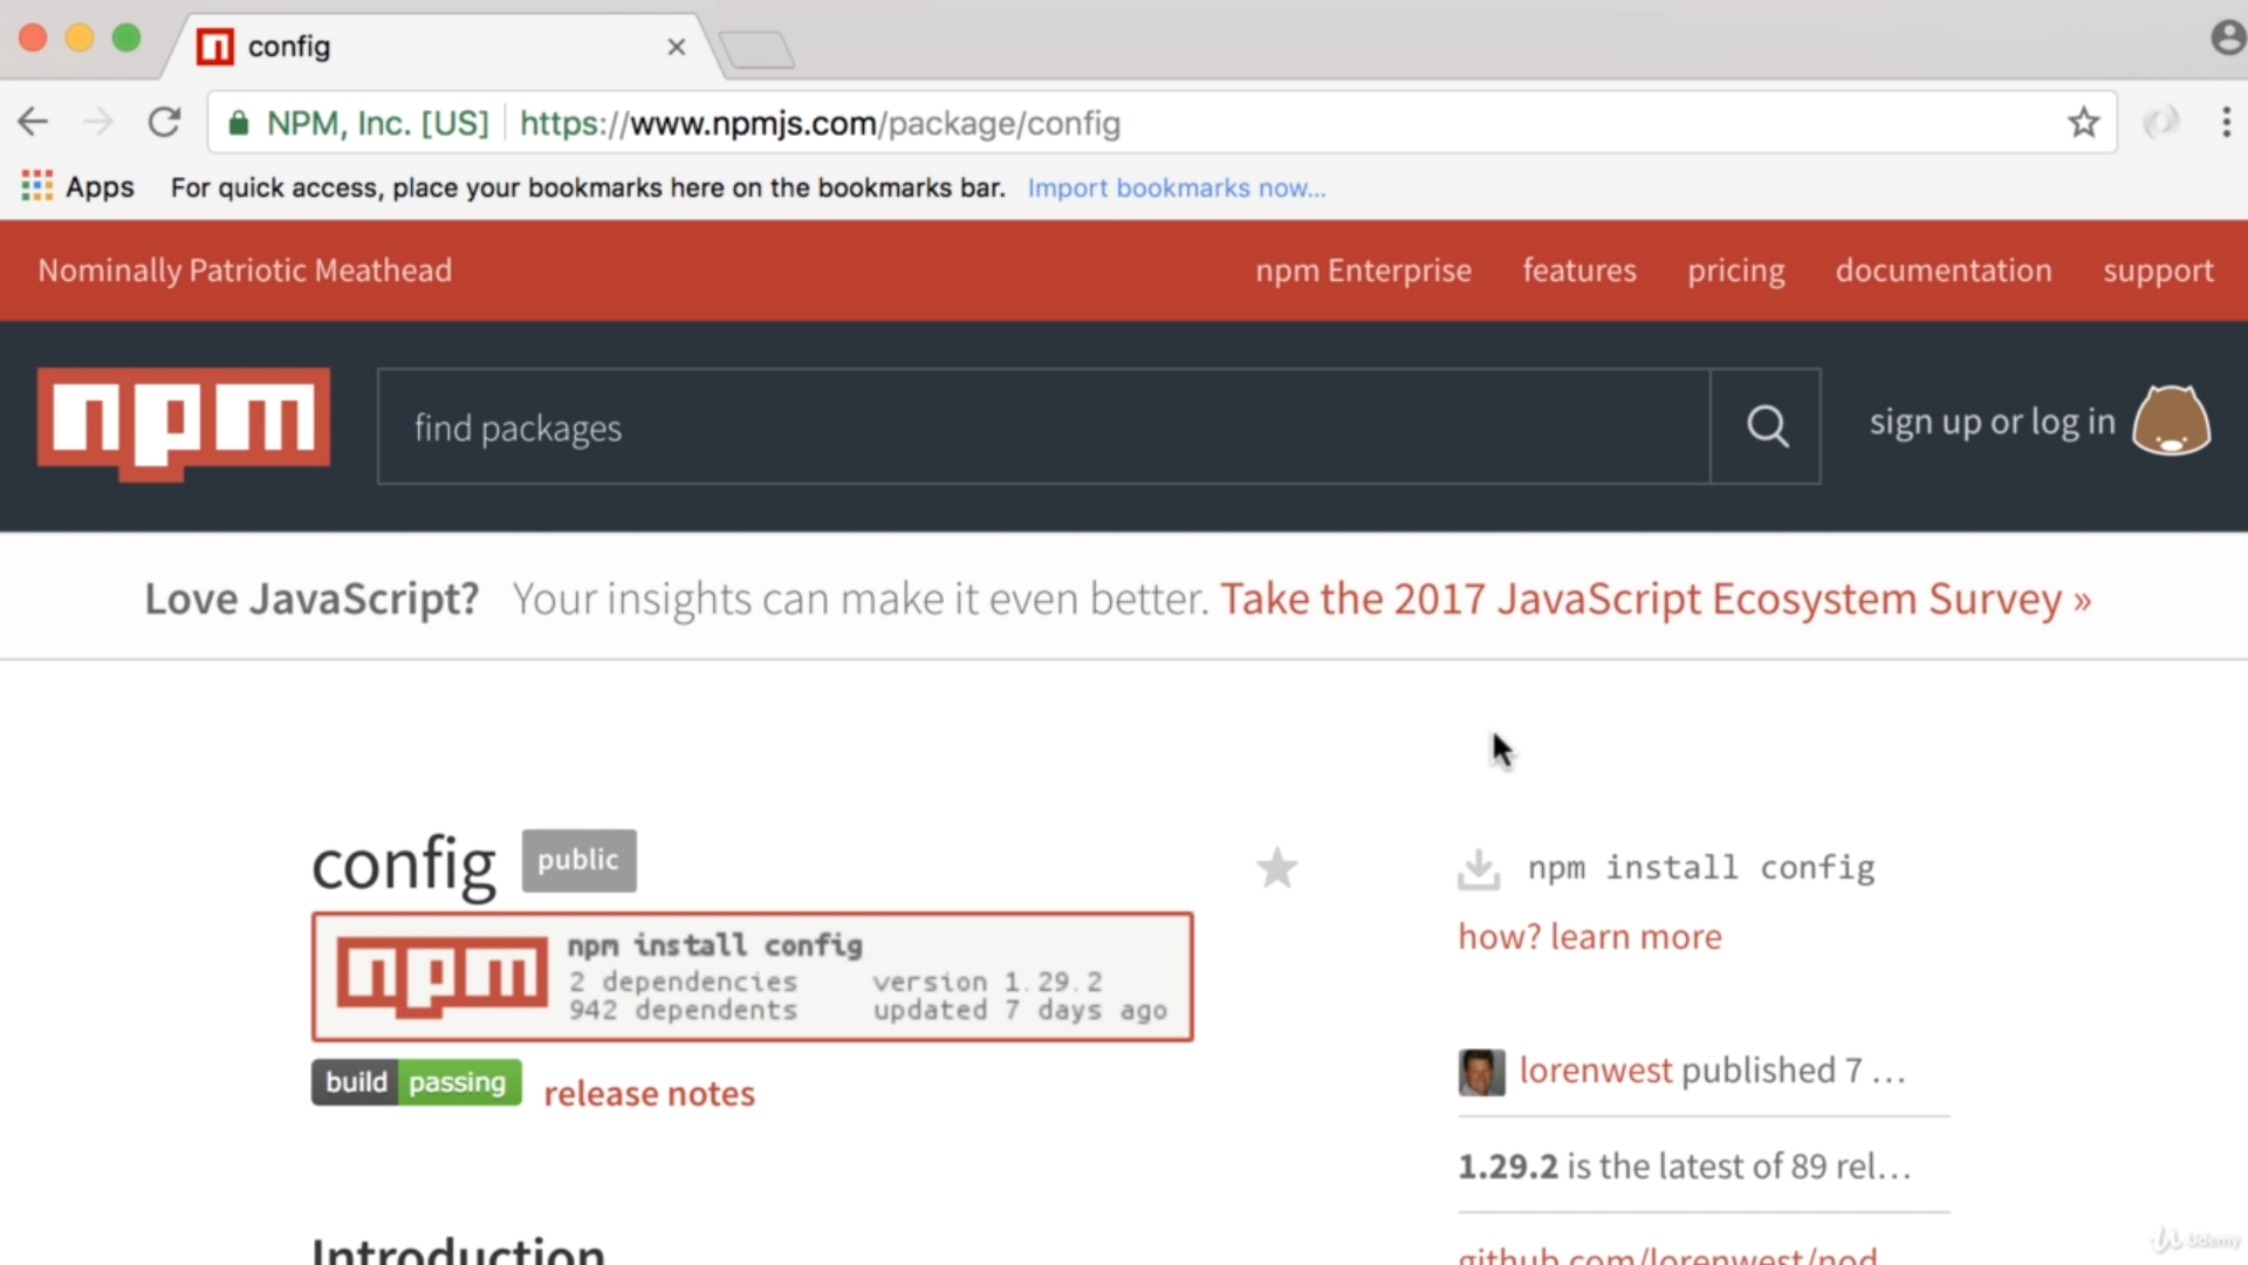 config
NPM, Inc. [US] https://www.npmjs.com/package/config
Apps For quick access, place your bookmarks here on the bookmarks bar. Import bookmarks now...
Nominally Patriotic Meathead npm Enterprise features pricing documentation support
npm find packages sign up or log in
Love JavaScript? Your insights can make it even better. Take the 2017 JavaScript Ecosystem Survey »
config public
npm install config
2 dependencies version 1.29.2
942 dependents updated 7 days ago
npm
build passing release notes
Introduction
npm install config
how? learn more
lorenwest published 7 ...
1.29.2 is the latest of 89 rel...
github.com/lorenwest/nod
Udemy